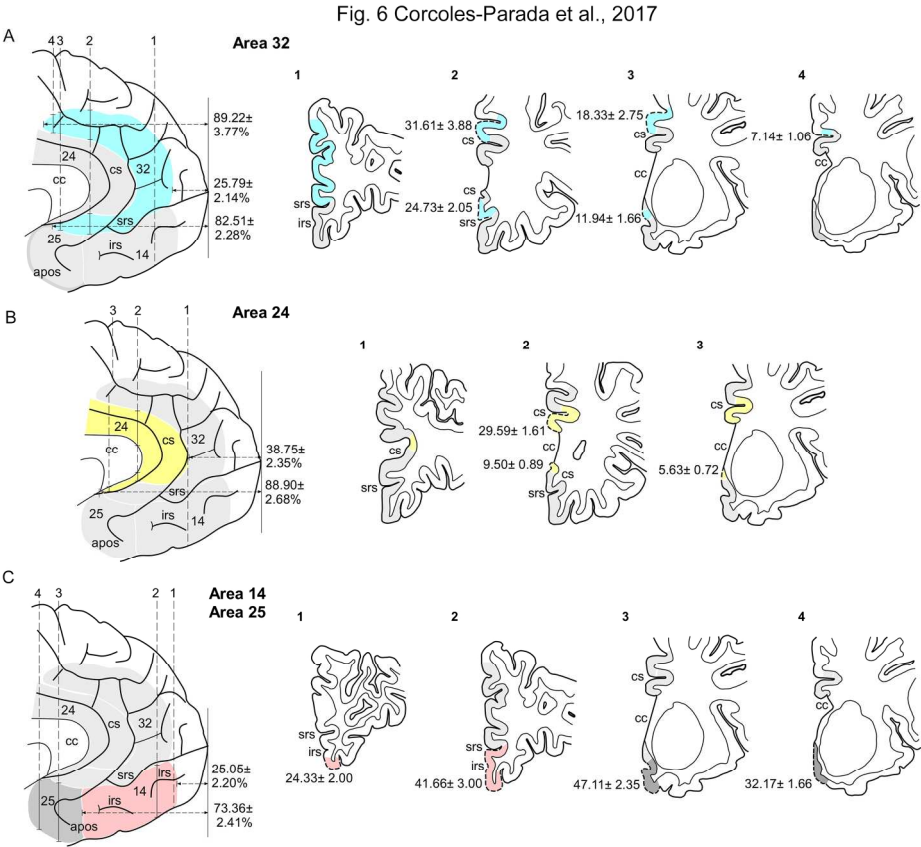 Fig. 6 Corcoles-Parada et al., 2017
A
43 2 1
Area 32
1 2 3 4
89.22±
3.77%
24
cc
cs
32
25.79±
2.14%
srs
82.51±
2.28%
25
irs
14
apos
srs
irs
31.61± 3.88
cs
cs
24.73± 2.05
srs
18.33± 2.75
cs
cc
11.94± 1.66
7.14± 1.06
cc
B
3 2 1
Area 24
1 2 3
24
cs
32
cc
38.75±
2.35%
srs
88.90±
2.68%
25
irs
14
apos
cs
srs
cs
29.59± 1.61
cc
9.50± 0.89
cs
srs
cs
cc
5.63± 0.72
C
4 3 2 1
Area 14
Area 25
1 2 3 4
24
cs
32
cc
srs
irs
25.05±
2.20%
25
14
irs
73.36±
2.41%
apos
srs
irs
24.33± 2.00
srs
irs
41.66± 3.00
cs
cc
47.11± 2.35
cs
cc
32.17± 1.66